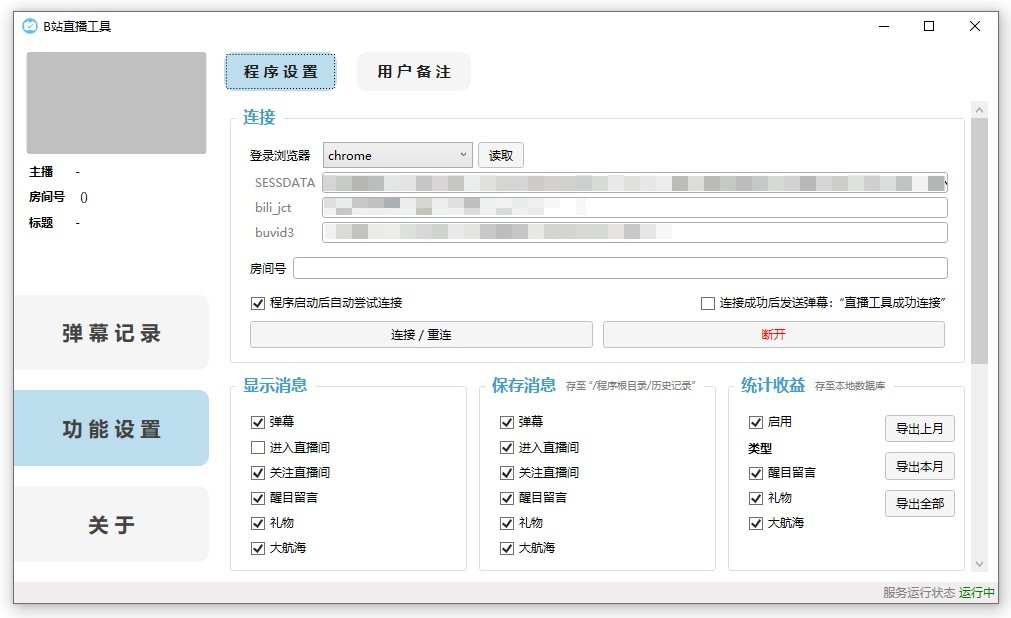 B站直播工具
程序设置 用户备注
主播 -
房间号 ()
标题 -
弹幕记录
功能设置
关于
连接
登录浏览器 chrome 读取
SESSDATA
bili_jct
buvid3
房间号
程序启动后自动尝试连接 连接成功后发送弹幕：“直播工具成功连接”
连接 / 重连 断开
显示消息
弹幕
进入直播间
关注直播间
醒目留言
礼物
大航海
保存消息 存至 “/程序根目录/历史记录”
弹幕
进入直播间
关注直播间
醒目留言
礼物
大航海
统计收益 存至本地数据库
启用
类型
醒目留言
礼物
大航海
导出上月
导出本月
导出全部
服务运行状态 运行中